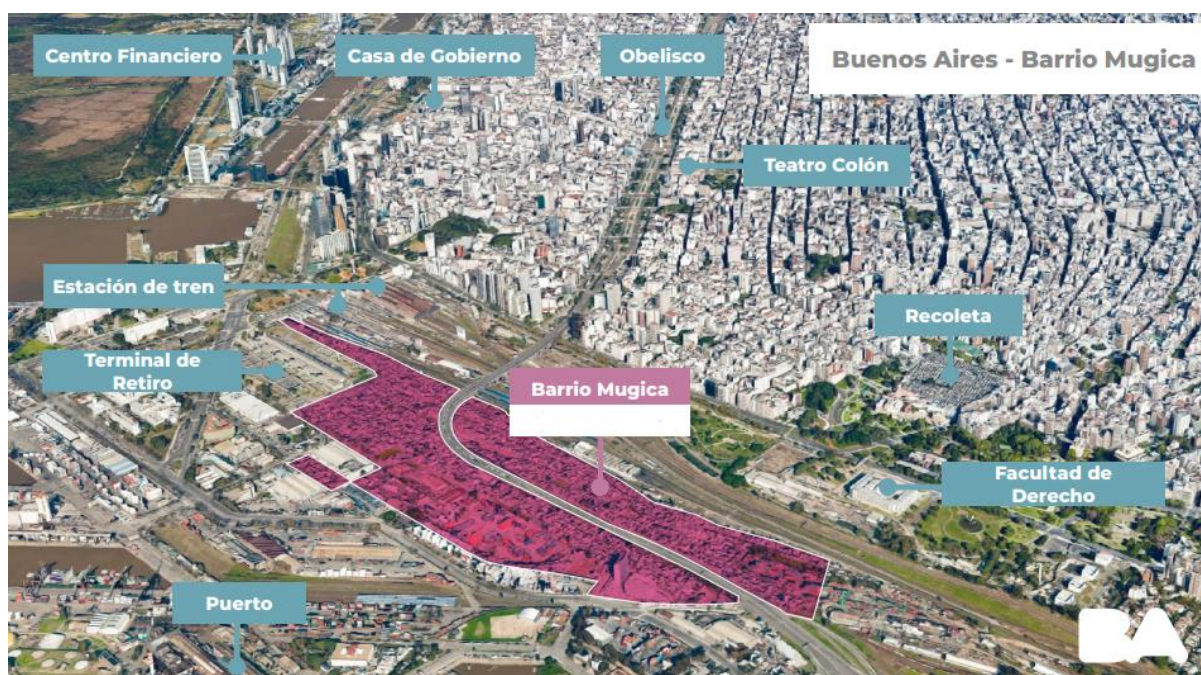 Buenos Aires - Barrio Mugica
Centro Financiero
Casa de Gobierno
Obelisco
Teatro Colón
Estación de tren
Recoleta
Terminal de
Retiro
Barrio Mugica
Facultad de
Derecho
Puerto
BA